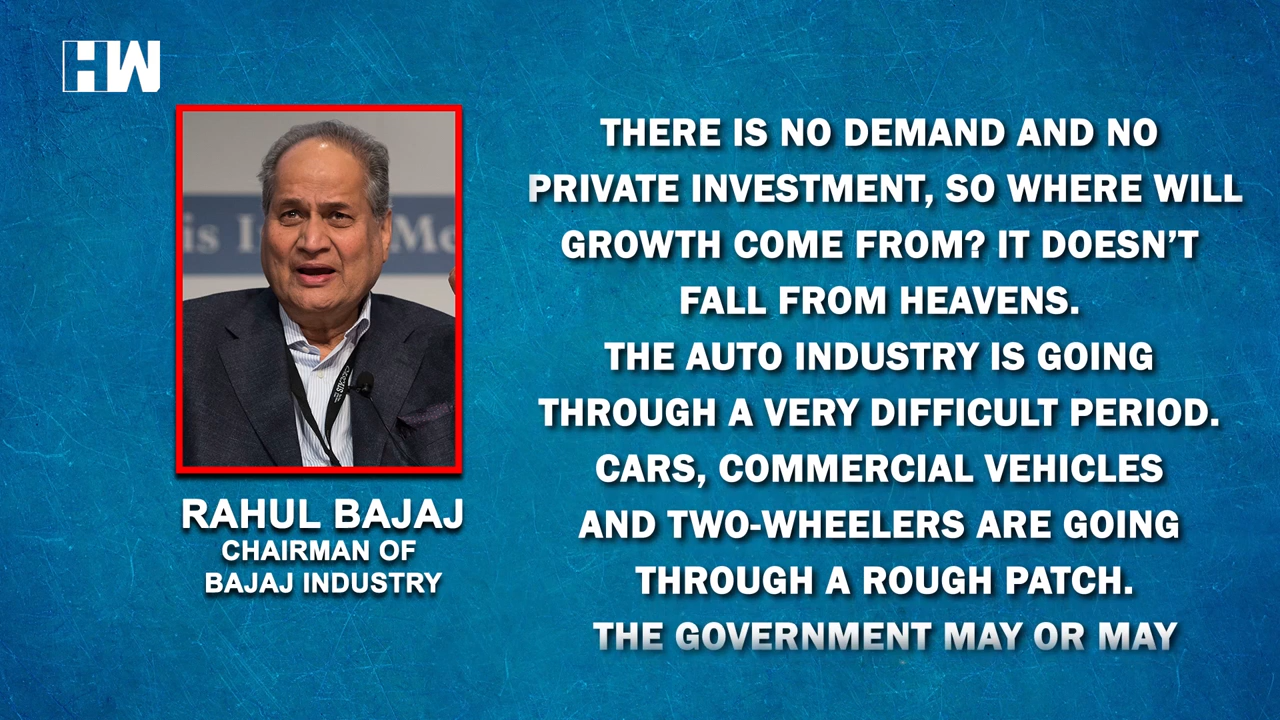 HW
is I
Me
RAHUL BAJAJ
CHAIRMAN OF
BAJAJ INDUSTRY
THERE IS NO DEMAND AND NO
PRIVATE INVESTMENT, SO WHERE WILL
GROWTH COME FROM? IT DOESN’T
FALL FROM HEAVENS.
THE AUTO INDUSTRY IS GOING
THROUGH A VERY DIFFICULT PERIOD.
CARS, COMMERCIAL VEHICLES
AND TWO-WHEELERS ARE GOING
THROUGH A ROUGH PATCH.
THE GOVERNMENT MAY OR MAY